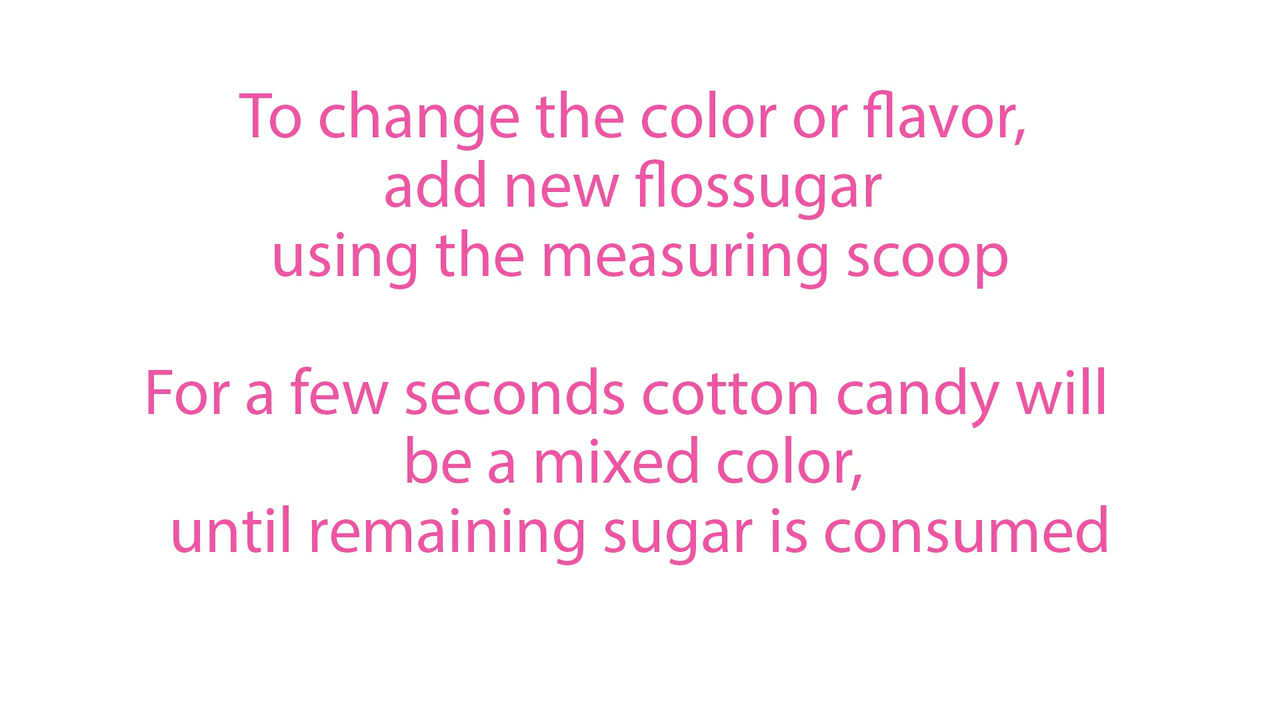 To change the color or flavor,
add new flossugar
using the measuring scoop
For a few seconds cotton candy will
be a mixed color,
until remaining sugar is consumed